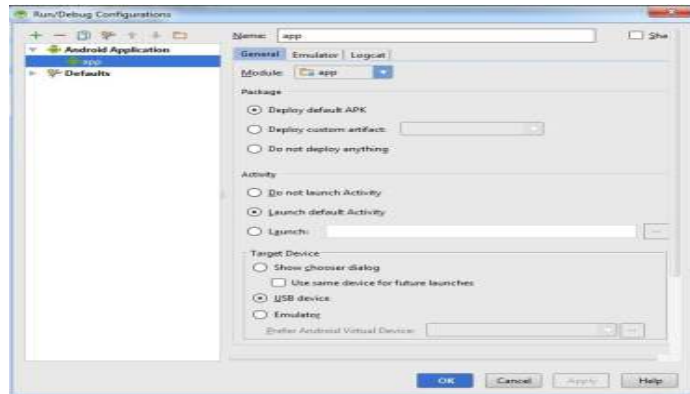 Run/Debug Configurations
Name: app
Sha
Android Application
app
Defaults
General Emulator Logcat
Module: app
Package
Deploy default APK
Deploy custom artifact:
Do not deploy anything
Activity
Do not launch Activity
Launch default Activity
Launch:
...
Target Device
Show chooser dialog
Use same device for future launches
USB device
Emulator
Prefer Android Virtual Device:
...
OK Cancel Apply Help